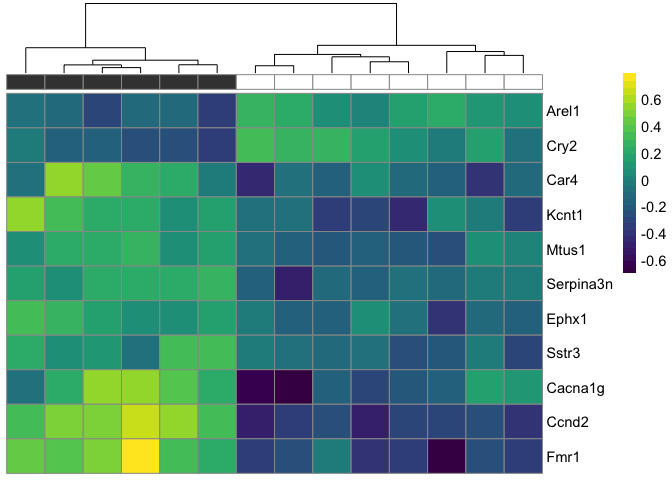 Arel1
Cry2
Car4
Kcnt1
Mtus1
Serpina3n
Ephx1
Sstr3
Cacna1g
Ccnd2
Fmr1
0.6
0.4
0.2
0
-0.2
-0.4
-0.6